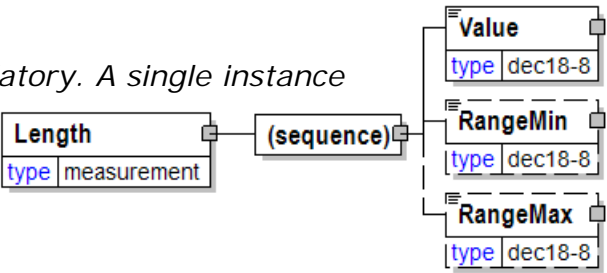 Value
type dec18-8
atory. A single instance
RangeMin
type dec18-8
Length
type measurement
(sequence)
RangeMax
type dec18-8